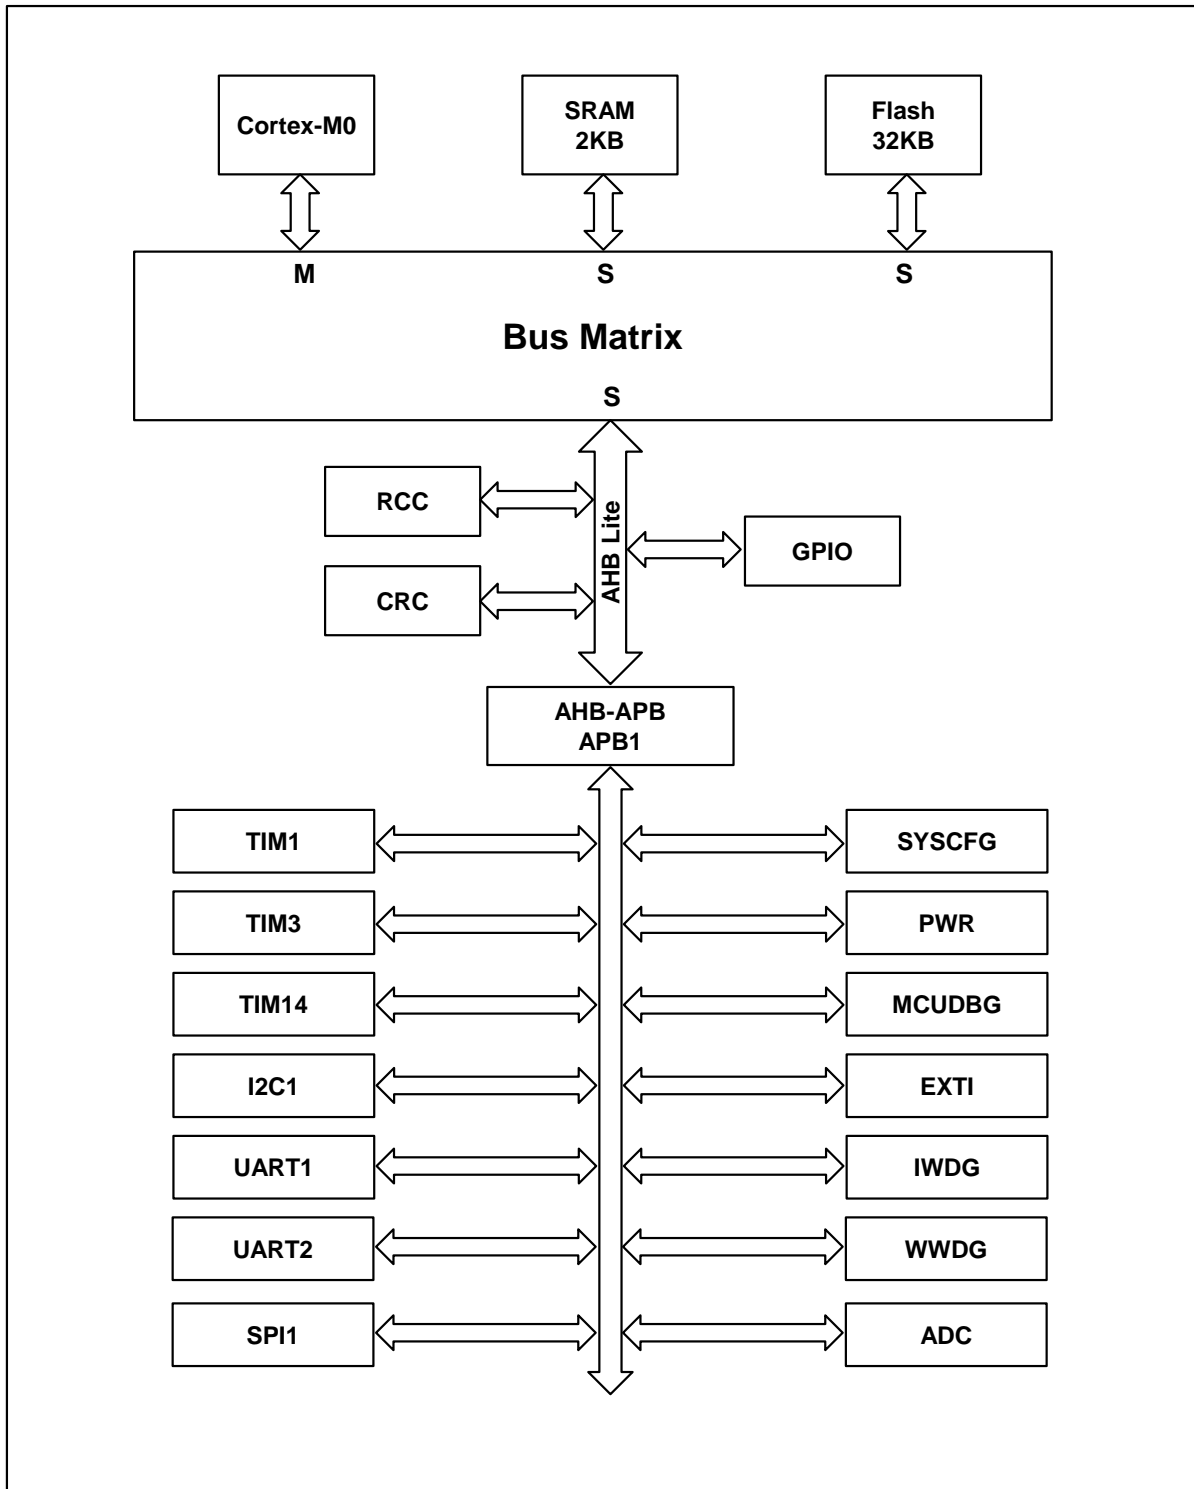 Cortex-M0
SRAM
2KB
Flash
32KB
M
S
S
Bus Matrix
S
RCC
AHB Lite
GPIO
CRC
AHB-APB
APB1
TIM1
SYSCFG
TIM3
PWR
TIM14
MCUDBG
I2C1
EXTI
UART1
IWDG
UART2
WWDG
SPI1
ADC